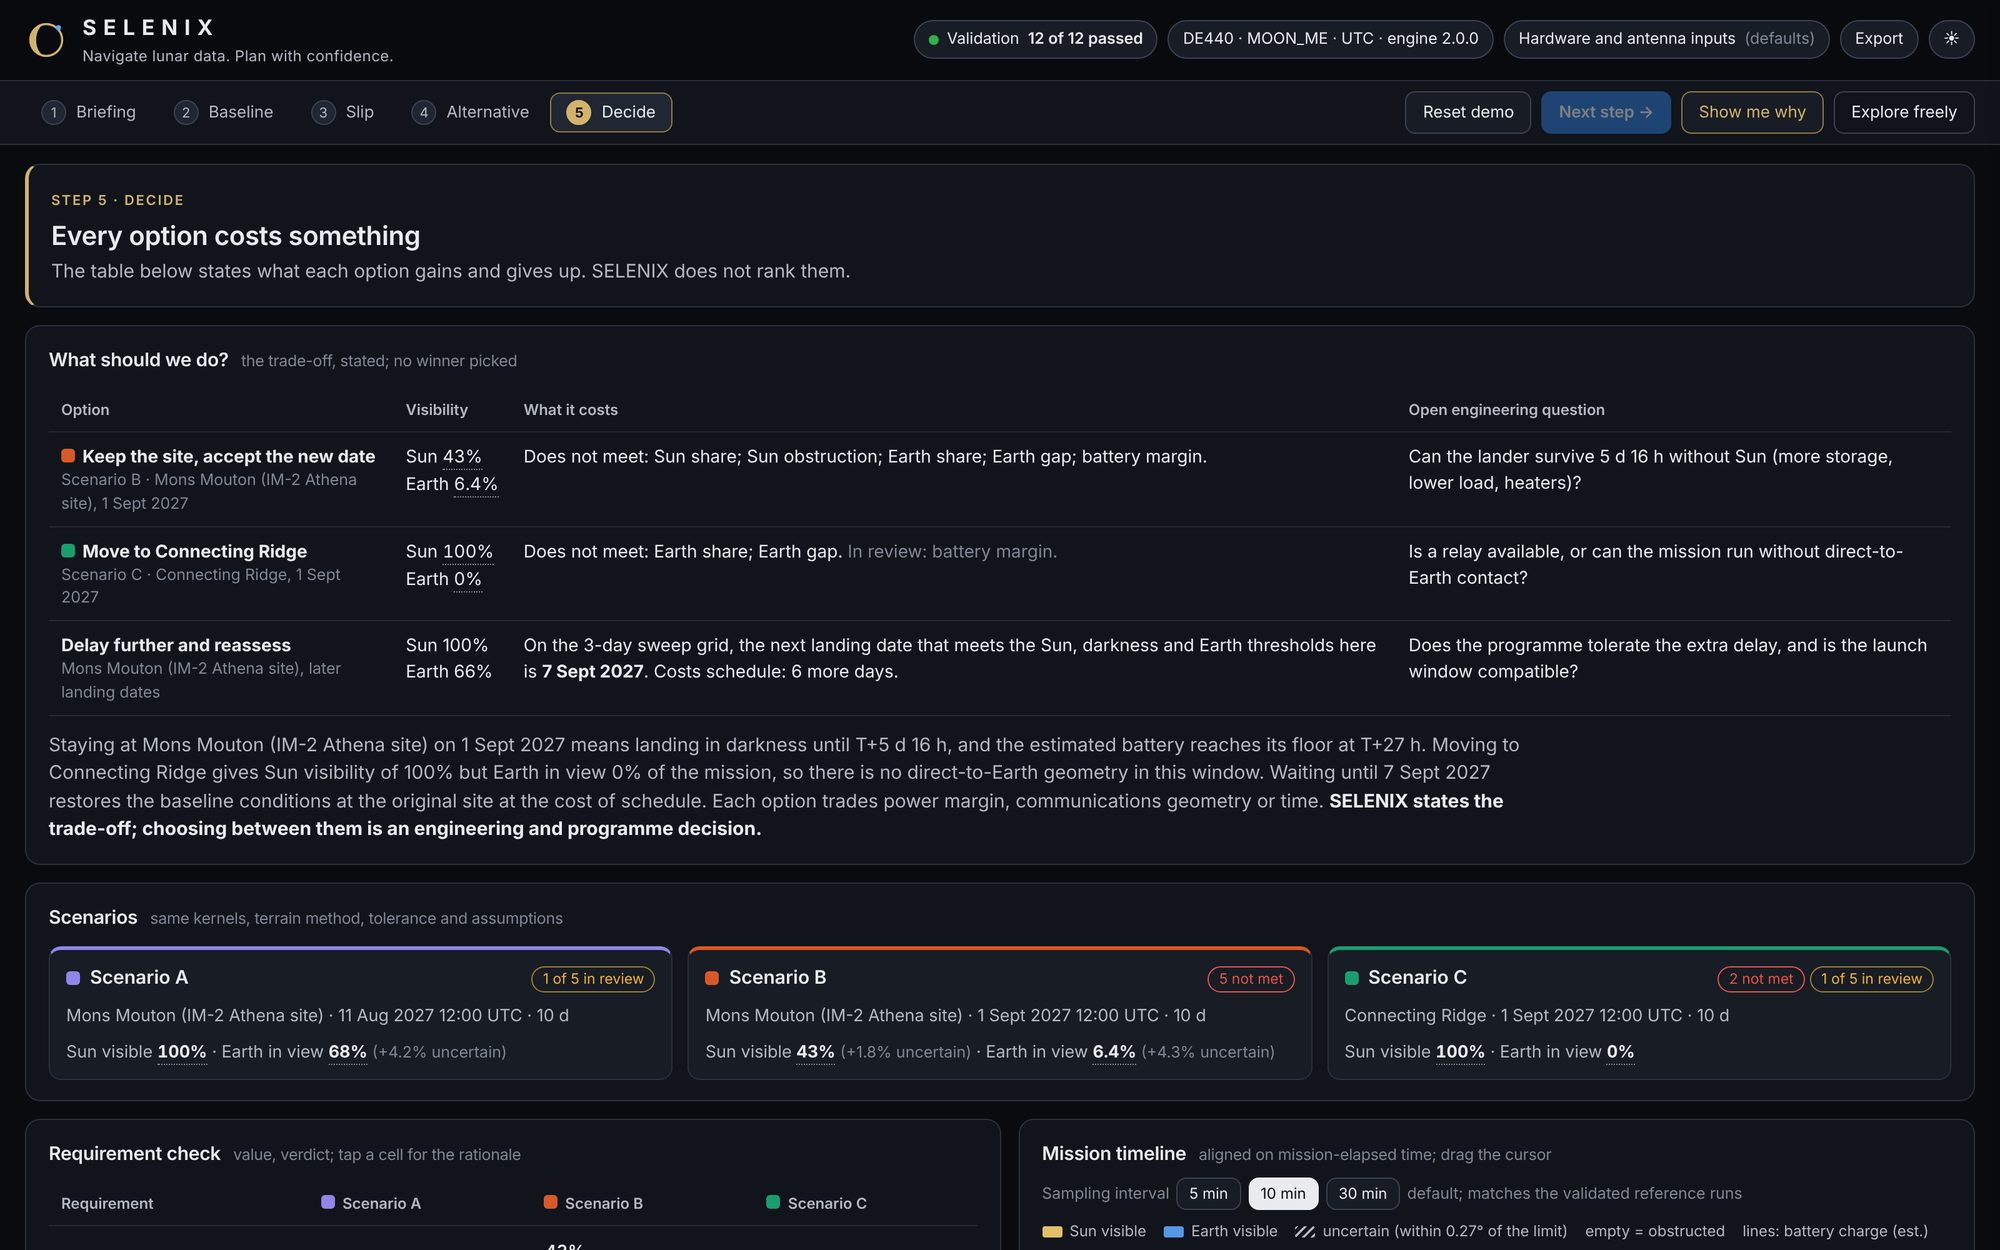 SELENIX
Navigate lunar data. Plan with confidence.
Validation 12 of 12 passed
DE440 · MOON_ME · UTC · engine 2.0.0
Hardware and antenna inputs (defaults)
Export
1 Briefing
2 Baseline
3 Slip
4 Alternative
5 Decide
Reset demo
Next step →
Show me why
Explore freely
STEP 5 · DECIDE
Every option costs something
The table below states what each option gains and gives up. SELENIX does not rank them.
What should we do? the trade-off, stated; no winner picked
Option Visibility What it costs Open engineering question
Keep the site, accept the new date
Scenario B · Mons Mouton (IM-2 Athena
site), 1 Sept 2027
Sun 43%
Earth 6.4%
Does not meet: Sun share; Sun obstruction; Earth share; Earth gap; battery margin.
Can the lander survive 5 d 16 h without Sun (more storage,
lower load, heaters)?
Move to Connecting Ridge
Scenario C · Connecting Ridge, 1 Sept
2027
Sun 100%
Earth 0%
Does not meet: Earth share; Earth gap. In review: battery margin.
Is a relay available, or can the mission run without direct-to-
Earth contact?
Delay further and reassess
Mons Mouton (IM-2 Athena site), later
landing dates
Sun 100%
Earth 66%
On the 3-day sweep grid, the next landing date that meets the Sun, darkness and Earth thresholds here
is 7 Sept 2027. Costs schedule: 6 more days.
Does the programme tolerate the extra delay, and is the launch
window compatible?
Staying at Mons Mouton (IM-2 Athena site) on 1 Sept 2027 means landing in darkness until T+5 d 16 h, and the estimated battery reaches its floor at T+27 h. Moving to
Connecting Ridge gives Sun visibility of 100% but Earth in view 0% of the mission, so there is no direct-to-Earth geometry in this window. Waiting until 7 Sept 2027
restores the baseline conditions at the original site at the cost of schedule. Each option trades power margin, communications geometry or time. SELENIX states the
trade-off; choosing between them is an engineering and programme decision.
Scenarios same kernels, terrain method, tolerance and assumptions
Scenario A 1 of 5 in review
Mons Mouton (IM-2 Athena site) · 11 Aug 2027 12:00 UTC · 10 d
Sun visible 100% · Earth in view 68% (+4.2% uncertain)
Scenario B 5 not met
Mons Mouton (IM-2 Athena site) · 1 Sept 2027 12:00 UTC · 10 d
Sun visible 43% (+1.8% uncertain) · Earth in view 6.4% (+4.3% uncertain)
Scenario C 2 not met 1 of 5 in review
Connecting Ridge · 1 Sept 2027 12:00 UTC · 10 d
Sun visible 100% · Earth in view 0%
Requirement check value, verdict; tap a cell for the rationale
Requirement Scenario A Scenario B Scenario C
Mission timeline aligned on mission-elapsed time; drag the cursor
Sampling interval 5 min 10 min 30 min default; matches the validated reference runs
Sun visible Earth visible uncertain (within 0.27° of the limit) empty = obstructed lines: battery charge (est.)